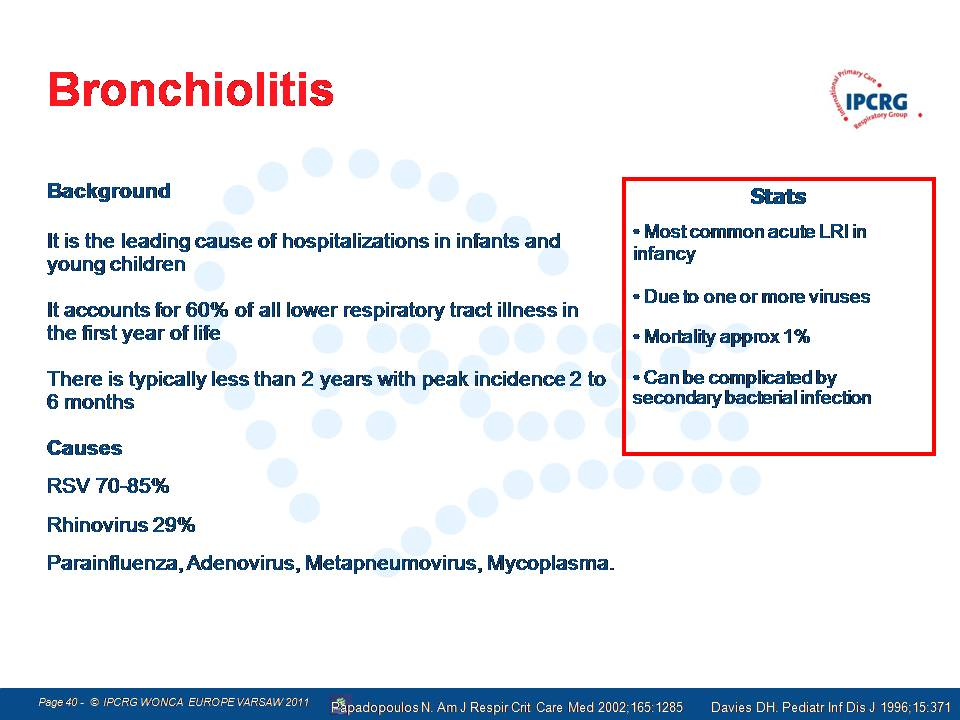 Bronchiolitis
International Primary Care
IPCRG
Respiratory Group
Background
It is the leading cause of hospitalizations in infants and
young children
It accounts for 60% of all lower respiratory tract illness in
the first year of life
There is typically less than 2 years with peak incidence 2 to
6 months
Causes
RSV 70-85%
Rhinovirus 29%
Parainfluenza, Adenovirus, Metapneumovirus, Mycoplasma.
Stats
• Most common acute LRI in
infancy
• Due to one or more viruses
• Mortality approx 1%
• Can be complicated by
secondary bacterial infection
Page 40 - © IPCRG WONCA EUROPE VARSAW 2011
Papadopoulos N. Am J Respir Crit Care Med 2002;165:1285
Davies DH. Pediatr Inf Dis J 1996;15:371